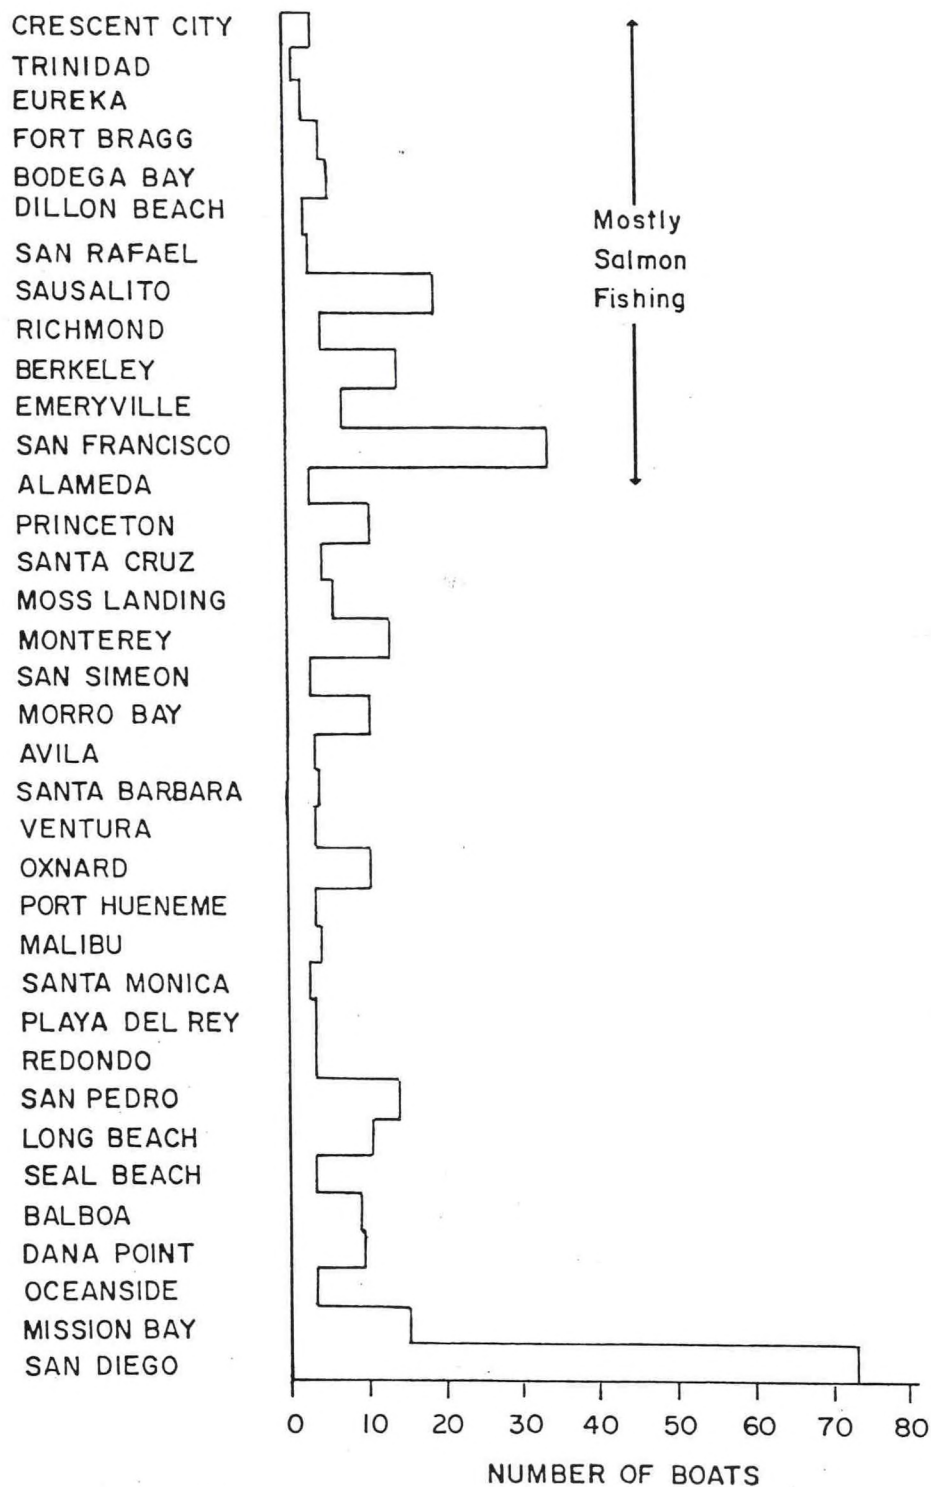 CRESCENT CITY
TRINIDAD
EUREKA
FORT BRAGG
BODEGA BAY
DILLON BEACH
SAN RAFAEL
SAUSALITO
RICHMOND
BERKELEY
EMERYVILLE
SAN FRANCISCO
ALAMEDA
PRINCETON
SANTA CRUZ
MOSS LANDING
MONTEREY
SAN SIMEON
MORRO BAY
AVILA
SANTA BARBARA
VENTURA
OXNARD
PORT HUENEME
MALIBU
SANTA MONICA
PLAYA DEL REY
REDONDO
SAN PEDRO
LONG BEACH
SEAL BEACH
BALBOA
DANA POINT
OCEANSIDE
MISSION BAY
SAN DIEGO
Mostly
Salmon
Fishing
0 10 20 30 40 50 60 70 80
NUMBER OF BOATS